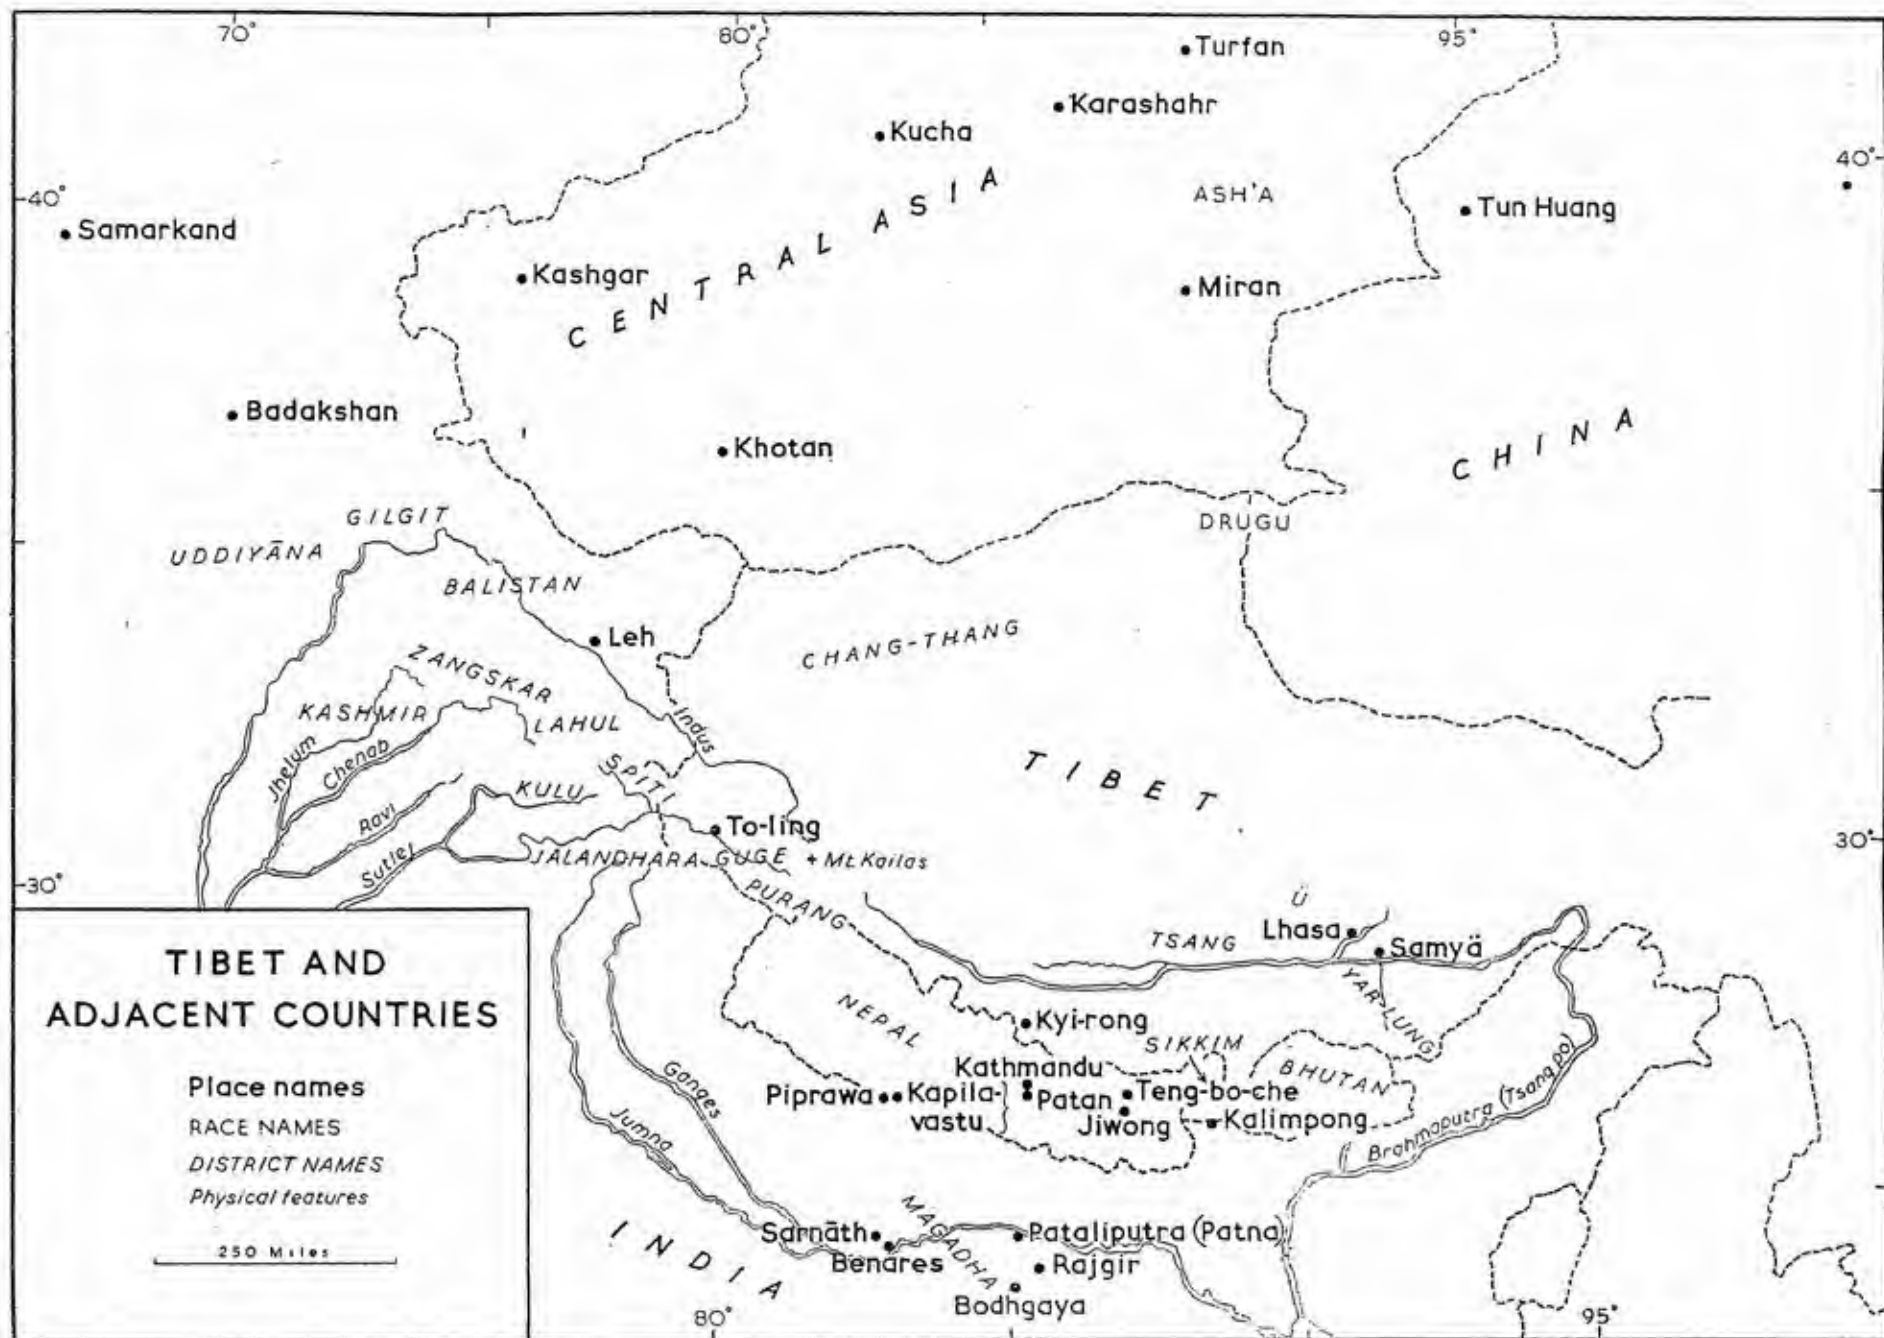 70°
80°
95°
Turfan
Karashahr
Kucha
40°
40°
ASH'A
CENTRAL ASIA
Tun Huang
Samarkand
Kashgar
Miran
Badakshan
Khotan
CHINA
GILGIT
DRUGU
UDDIYĀNA
BALISTAN
Leh
CHANG-THANG
ZANGSKAR
KASHMIR
LAHUL
Indus
Jhelum
Chenab
SPITI
TIBET
KULU
Ravi
To-ling
Sutlej
JALANDHARA
GUGE
+ Mt Kailas
30°
30°
PURANG
Ü
Lhasa
TSANG
Samyä
YAR-LUNG
NEPAL
Kyi-rong
SIKKIM
BHUTAN
Kathmandu
Ganges
Piprawa
Kapila-
vastu
Patan
Teng-bo-che
Jiwong
Kalimpong
Brahmaputra (Tsangpo)
Jumna
MAGADHA
Sarnāth
Pataliputra (Patna)
INDIA
Benares
Rajgir
Bodhgaya
80°
95°
TIBET AND
ADJACENT COUNTRIES
Place names
RACE NAMES
DISTRICT NAMES
Physical features
250 Miles